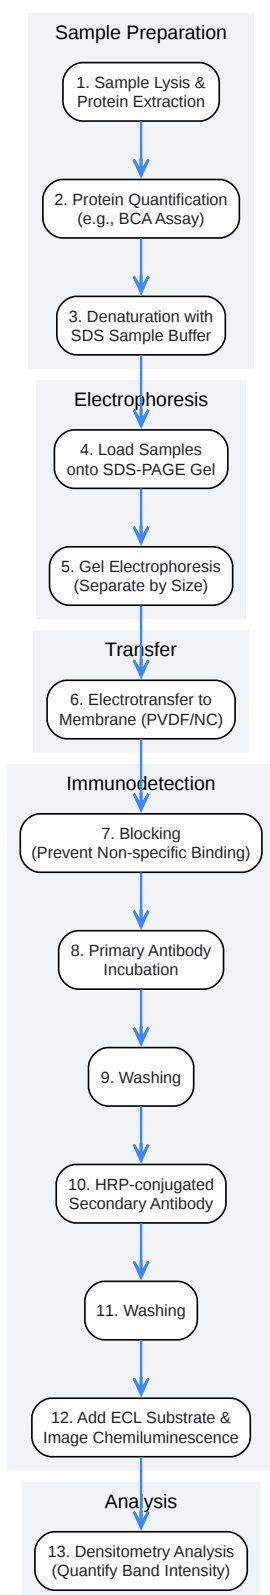 Sample Preparation
1. Sample Lysis &
Protein Extraction
2. Protein Quantification
(e.g., BCA Assay)
3. Denaturation with
SDS Sample Buffer
Electrophoresis
4. Load Samples
onto SDS-PAGE Gel
5. Gel Electrophoresis
(Separate by Size)
Transfer
6. Electrotransfer to
Membrane (PVDF/NC)
Immunodetection
7. Blocking
(Prevent Non-specific Binding)
8. Primary Antibody
Incubation
9. Washing
10. HRP-conjugated
Secondary Antibody
11. Washing
12. Add ECL Substrate &
Image Chemiluminescence
Analysis
13. Densitometry Analysis
(Quantify Band Intensity)